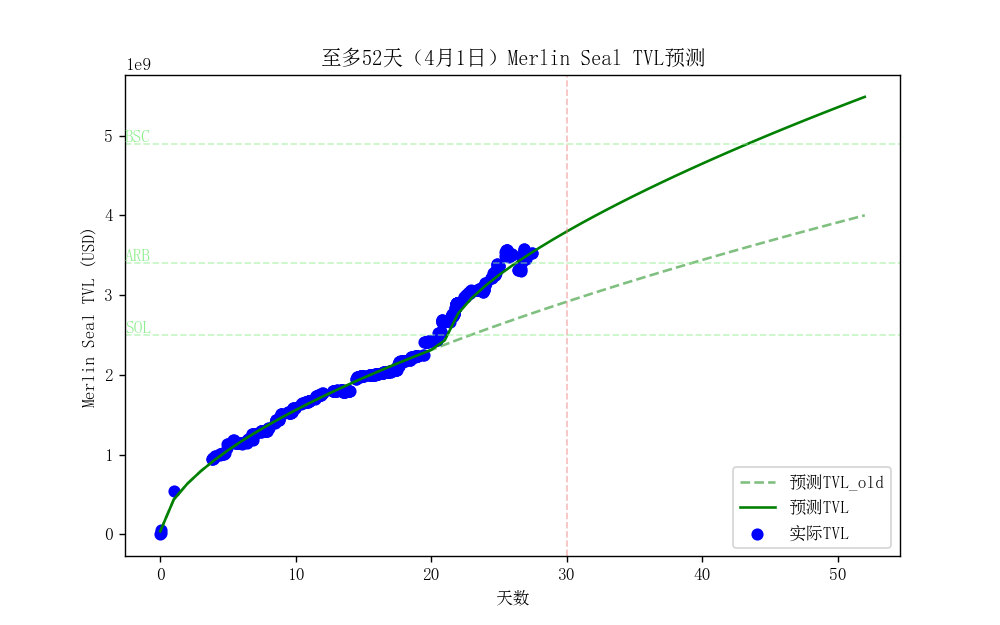 至多52天（4月1日）Merlin Seal TVL预测
1e9
Merlin Seal TVL (USD)
5
4
3
2
1
0
BSC
ARB
SOL
预测TVL_old
预测TVL
实际TVL
0 10 20 30 40 50
天数